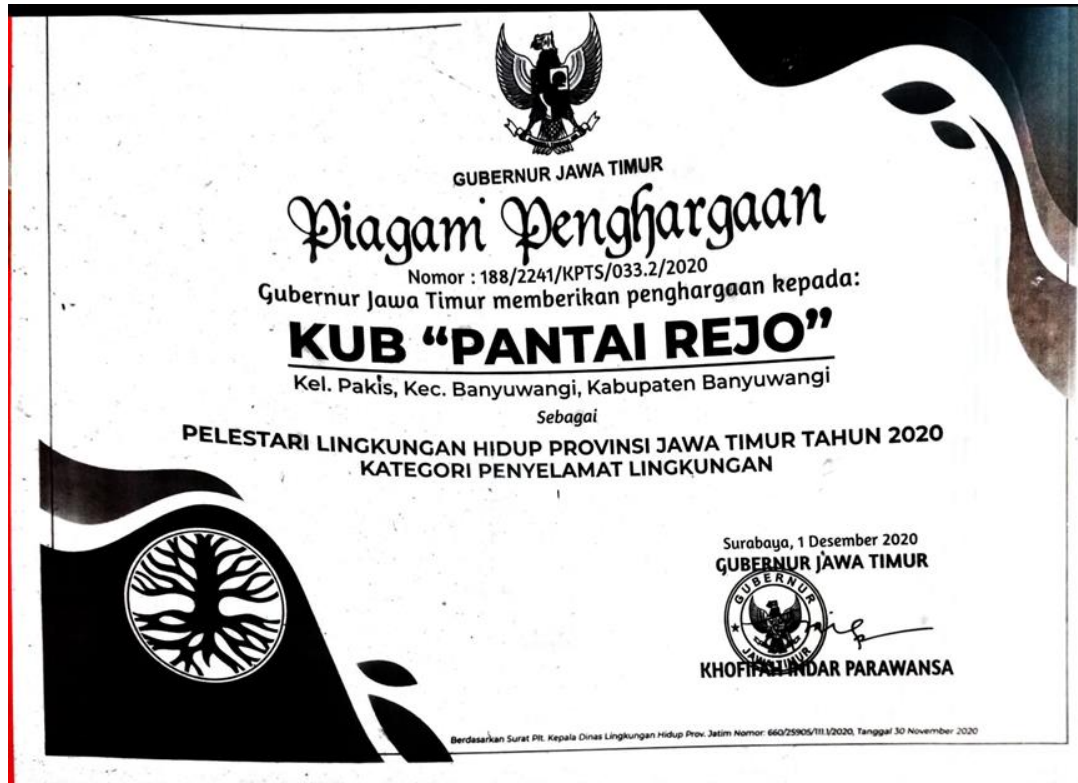 GUBERNUR JAWA TIMUR
Piagam Penghargaan
Nomor : 188/2241/KPTS/033.2/2020
Gubernur Jawa Timur memberikan penghargaan kepada:
KUB “PANTAI REJO”
Kel. Pakis, Kec. Banyuwangi, Kabupaten Banyuwangi
Sebagai
PELESTARI LINGKUNGAN HIDUP PROVINSI JAWA TIMUR TAHUN 2020
KATEGORI PENYELAMAT LINGKUNGAN
Surabaya, 1 Desember 2020
GUBERNUR JAWA TIMUR
GUBERNUR
JAWA TIMUR
KHOFIFAH INDAR PARAWANSA
Berdasarkan Surat Plt. Kepala Dinas Lingkungan Hidup Prov. Jatim Nomor: 660/25905/111.1/2020, Tanggal 30 November 2020